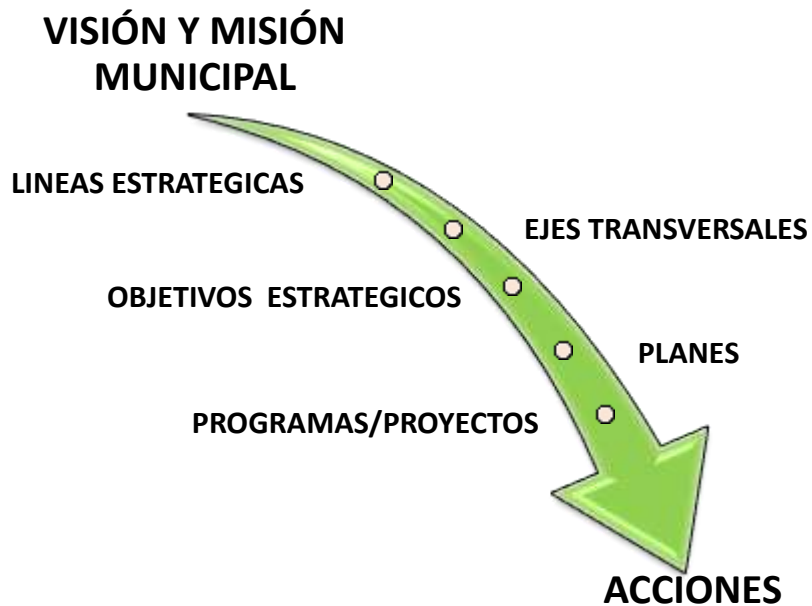 VISIÓN Y MISIÓN
MUNICIPAL
LINEAS ESTRATEGICAS
EJES TRANSVERSALES
OBJETIVOS ESTRATEGICOS
PLANES
PROGRAMAS/PROYECTOS
ACCIONES